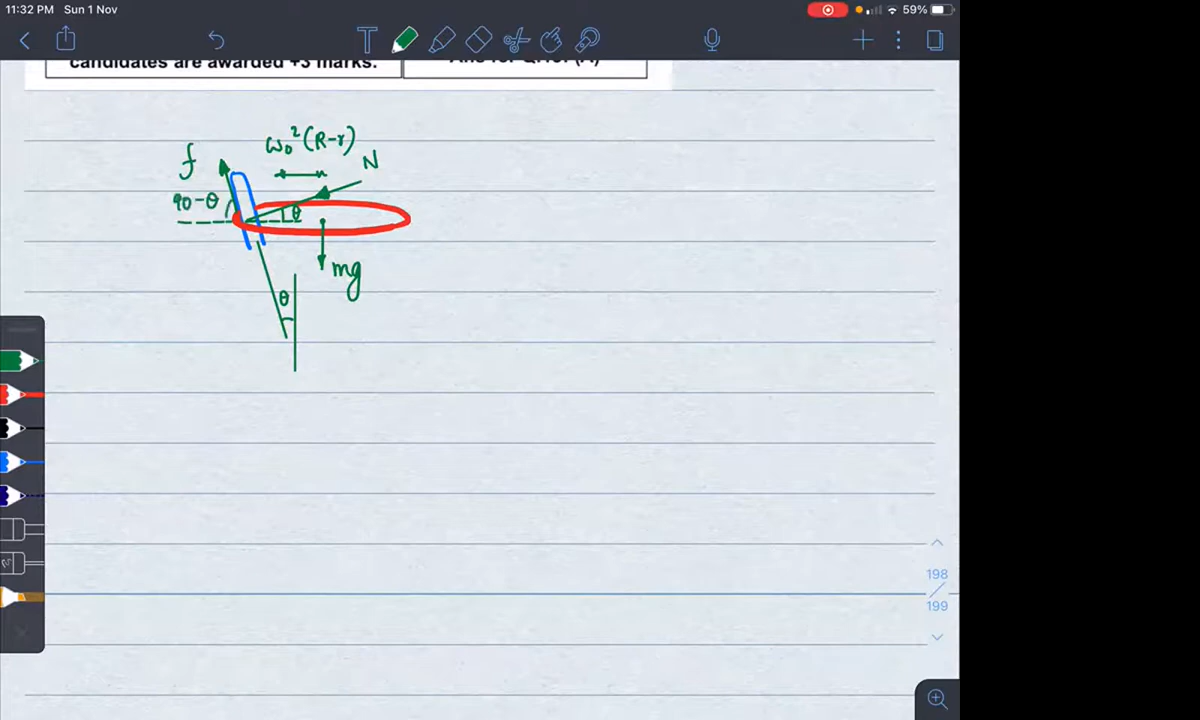 11:32 PM Sun 1 Nov
59%
T
candidates are awarded +3 marks.
ω₀²(R-r)
f
N
90-θ
θ
mg
θ
198
199